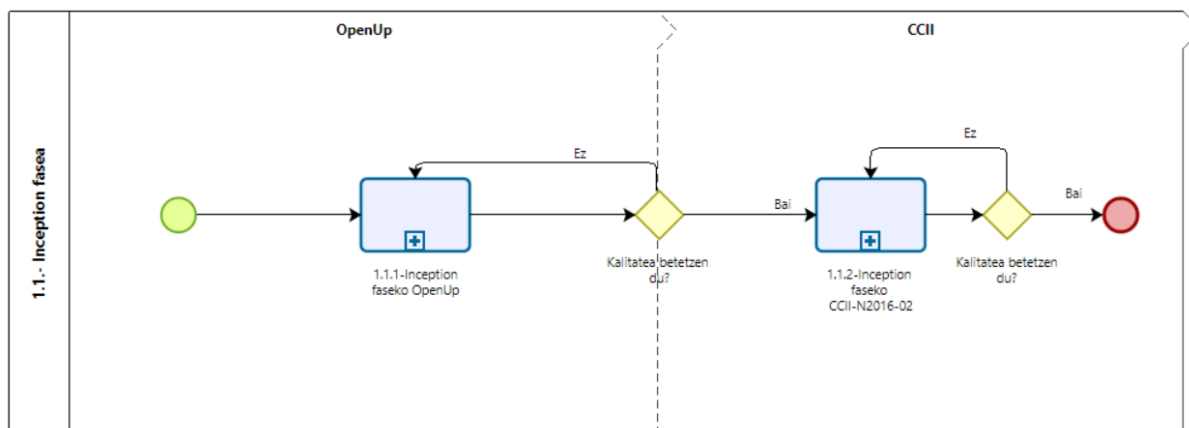 OpenUp
CCII
1.1.- Inception fasea
Ez
Ez
Bai
Bai
Kalitatea betetzen
du?
Kalitatea betetzen
du?
1.1.1-Inception
faseko OpenUp
1.1.2-Inception
faseko
CCII-N2016-02